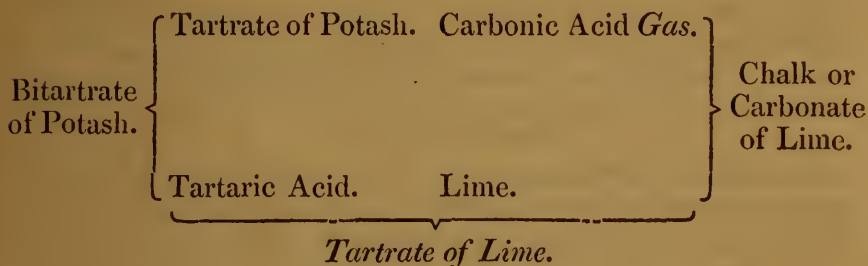 Tartrate of Potash. Carbonic Acid Gas.
Bitartrate
of Potash.
Chalk or
Carbonate
of Lime.
Tartaric Acid. Lime.
Tartrate of Lime.